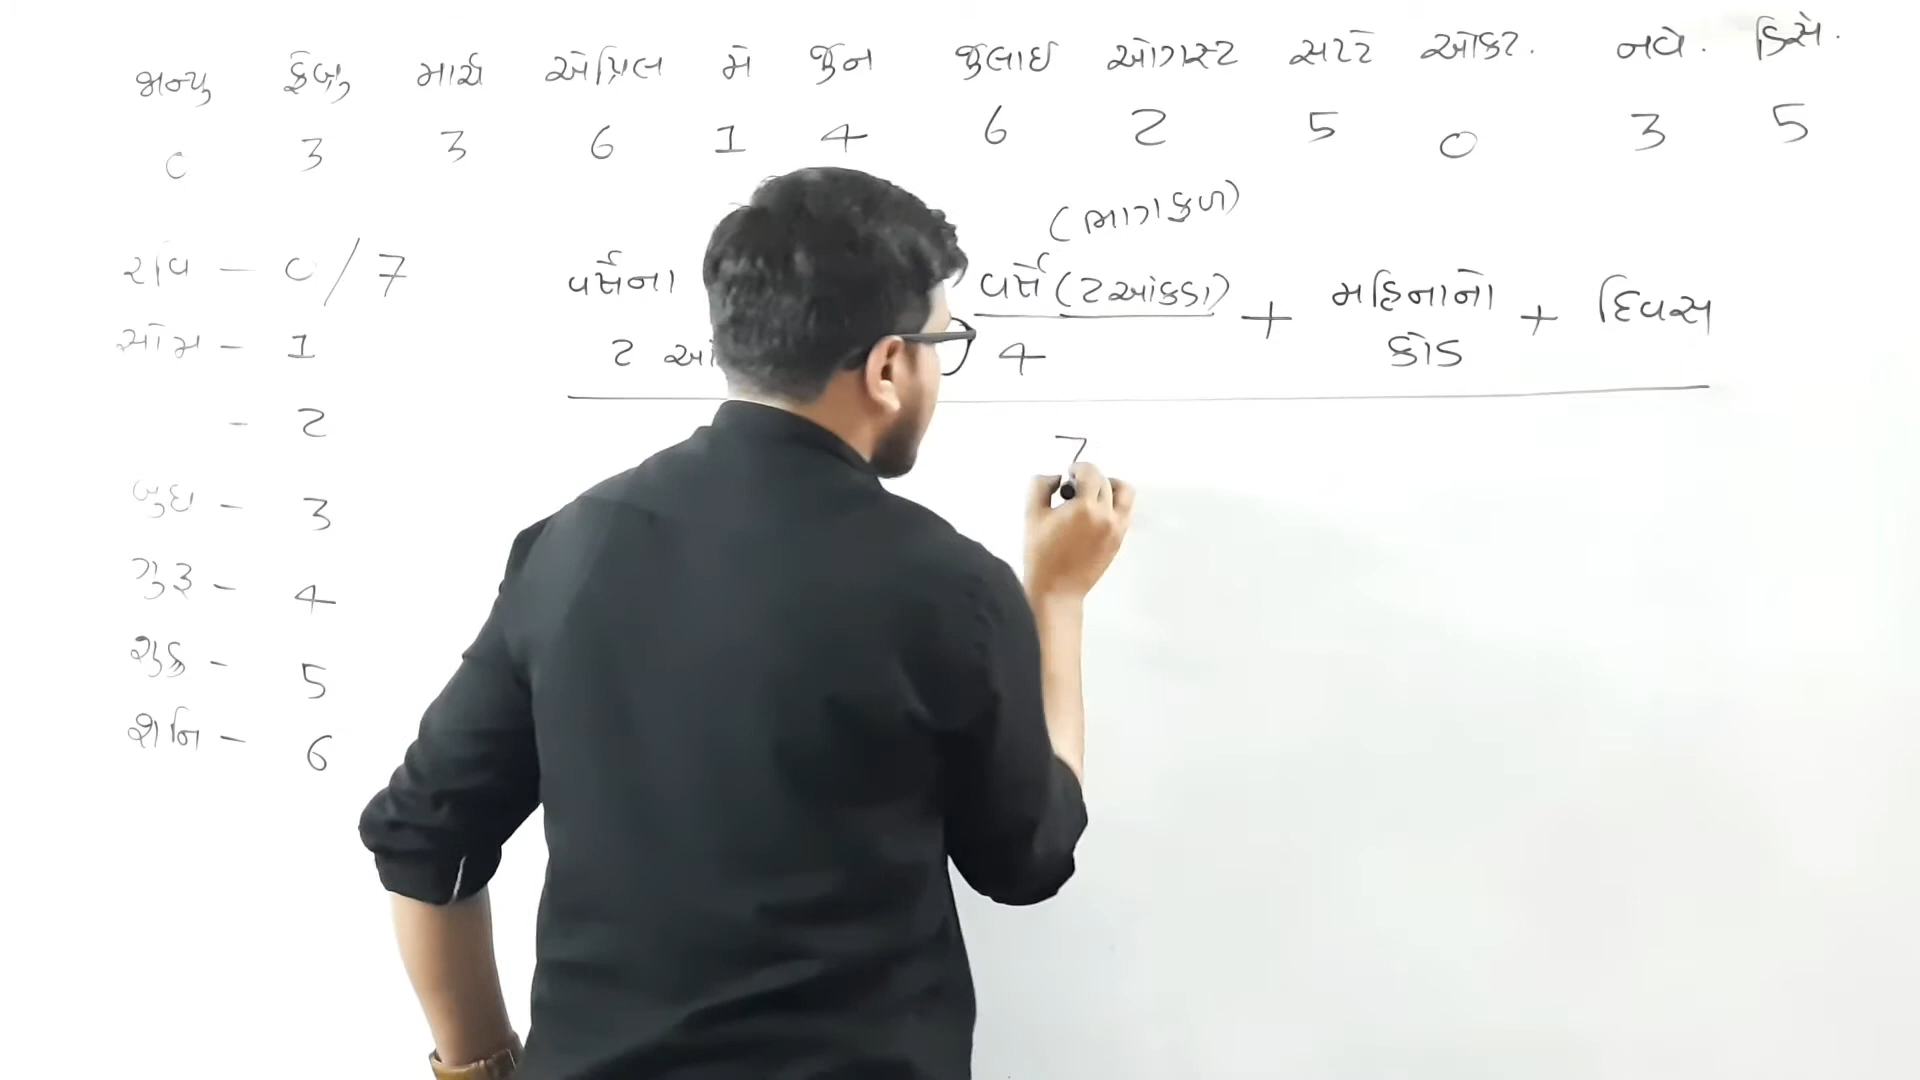 જાન્યુ ફેબ્રુ માર્ચ એપ્રિલ મે જુન જુલાઈ ઓગસ્ટ સપ્ટે ઓક્ટ. નવે. ડિસે.
0 3 3 6 1 4 6 2 5 0 3 5
(ભાગફળ)
રવિ - 0/7
વર્ષના વર્ષ (2 આંકડા) + મહિનાનો + દિવસ
સોમ - 1
2 4 કોડ
- 2
7
બુધ - 3
ગુરૂ - 4
શુક્ર - 5
શનિ - 6